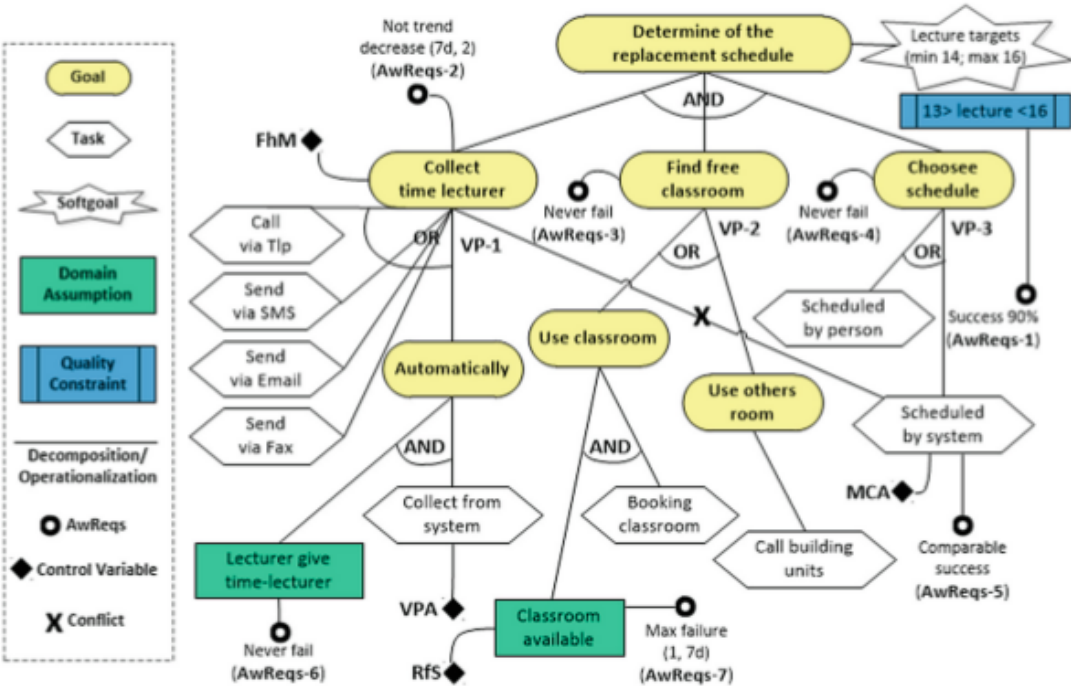 Goal
Task
Softgoal
Domain
Assumption
Quality
Constraint
Decomposition/
Operationalization
AwReqs
Control Variable
X Conflict
Not trend
decrease (7d, 2)
(AwReqs-2)
Determine of the
replacement schedule
Lecture targets
(min 14; max 16)
AND
13> lecture <16
FhM
Collect
time lecturer
Find free
classroom
Choosee
schedule
Never fail
(AwReqs-3)
Never fail
(AwReqs-4)
Call
via Tlp
OR
VP-1
VP-2
OR
VP-3
OR
Send
via SMS
Scheduled
by person
Success 90%
(AwReqs-1)
X
Use classroom
Send
via Email
Automatically
Use others
room
Send
via Fax
Scheduled
by system
AND
AND
MCA
Collect from
system
Booking
classroom
Call building
units
Comparable
success
(AwReqs-5)
Lecturer give
time-lecturer
VPA
Classroom
available
Never fail
(AwReqs-6)
RfS
Max failure
(1, 7d)
(AwReqs-7)